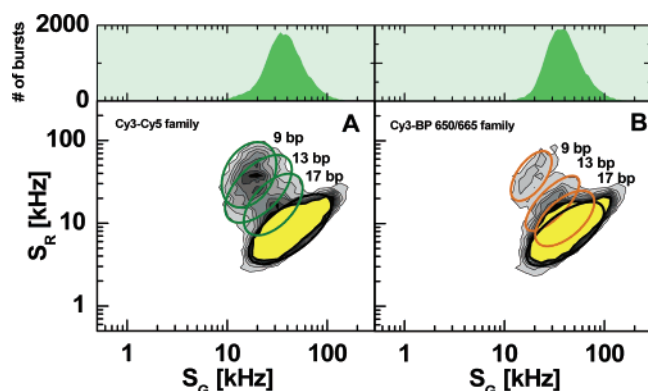 # of bursts
2000
0
Cy3-Cy5 family
A
9 bp
13 bp
17 bp
Cy3-BP 650/665 family
B
9 bp
13 bp
17 bp
S_R [kHz]
100
10
1
1
10
100
1
10
100
S_G [kHz]
S_G [kHz]